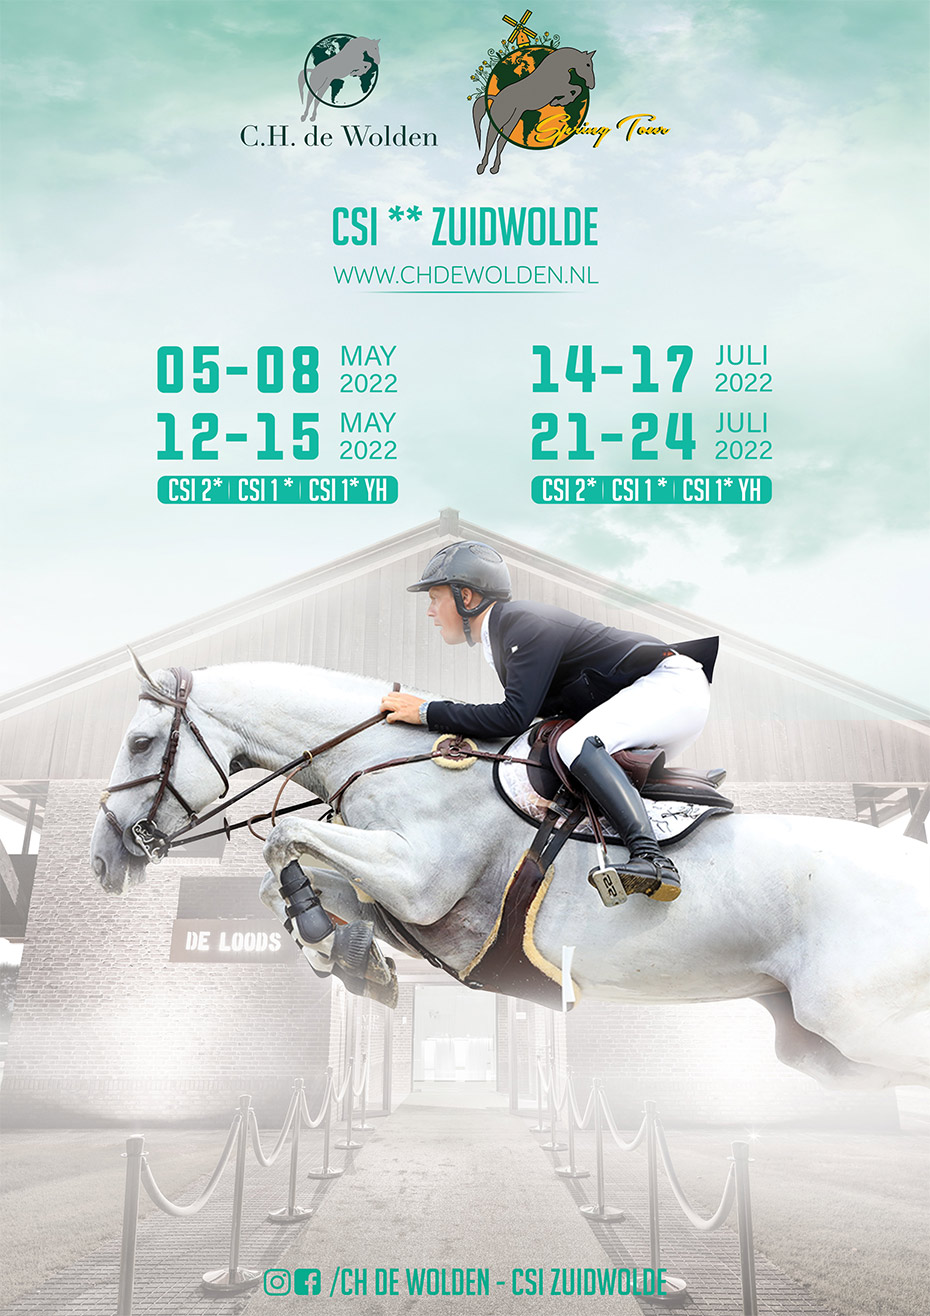 C.H. de Wolden
Spring Tour
CSI ** ZUIDWOLDE
WWW.CHDEWOLDEN.NL
05-08 MAY 2022
12-15 MAY 2022
CSI 2* | CSI 1* | CSI 1* YH
14-17 JULI 2022
21-24 JULI 2022
CSI 2* | CSI 1* | CSI 1* YH
DE LOODS
/CH DE WOLDEN - CSI ZUIDWOLDE